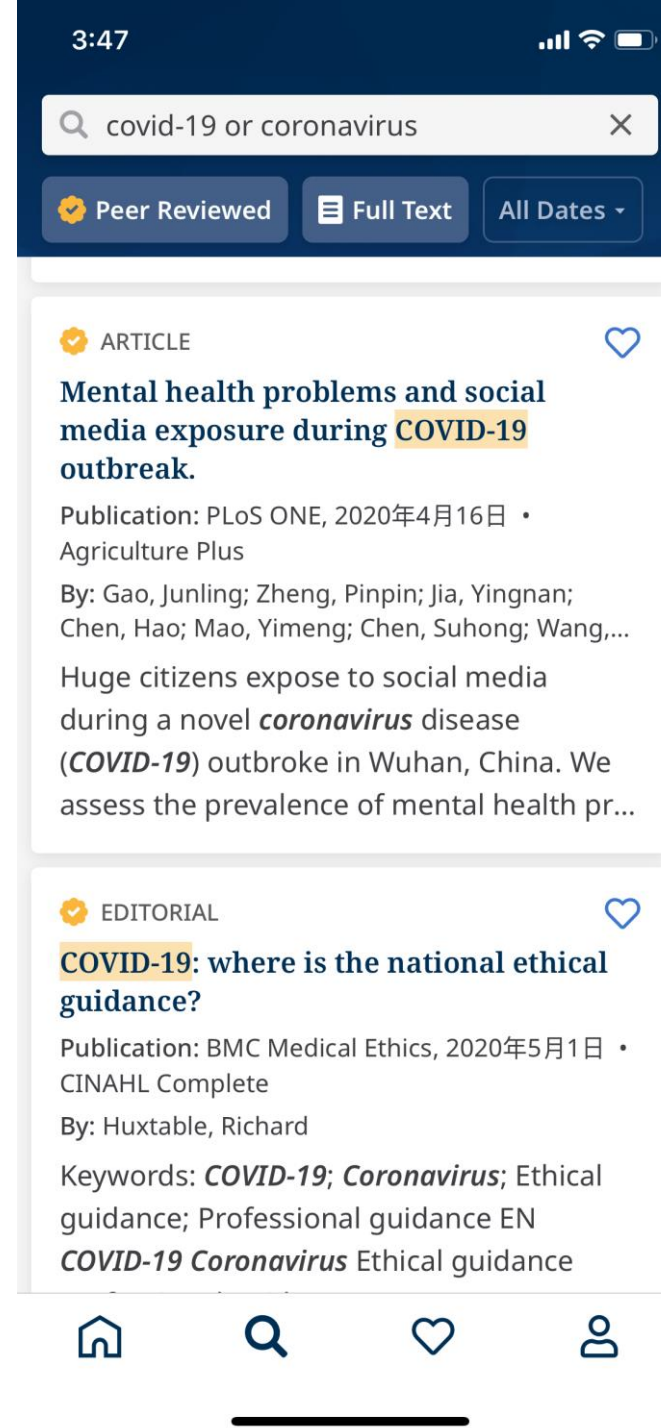 3:47
covid-19 or coronavirus
Peer Reviewed
Full Text
All Dates
ARTICLE
Mental health problems and social
media exposure during COVID-19
outbreak.
Publication: PLoS ONE, 2020年4月16日 •
Agriculture Plus
By: Gao, Junling; Zheng, Pinpin; Jia, Yingnan;
Chen, Hao; Mao, Yimeng; Chen, Suhong; Wang,...
Huge citizens expose to social media
during a novel coronavirus disease
(COVID-19) outbroke in Wuhan, China. We
assess the prevalence of mental health pr...
EDITORIAL
COVID-19: where is the national ethical
guidance?
Publication: BMC Medical Ethics, 2020年5月1日 •
CINAHL Complete
By: Huxtable, Richard
Keywords: COVID-19; Coronavirus; Ethical
guidance; Professional guidance EN
COVID-19 Coronavirus Ethical guidance